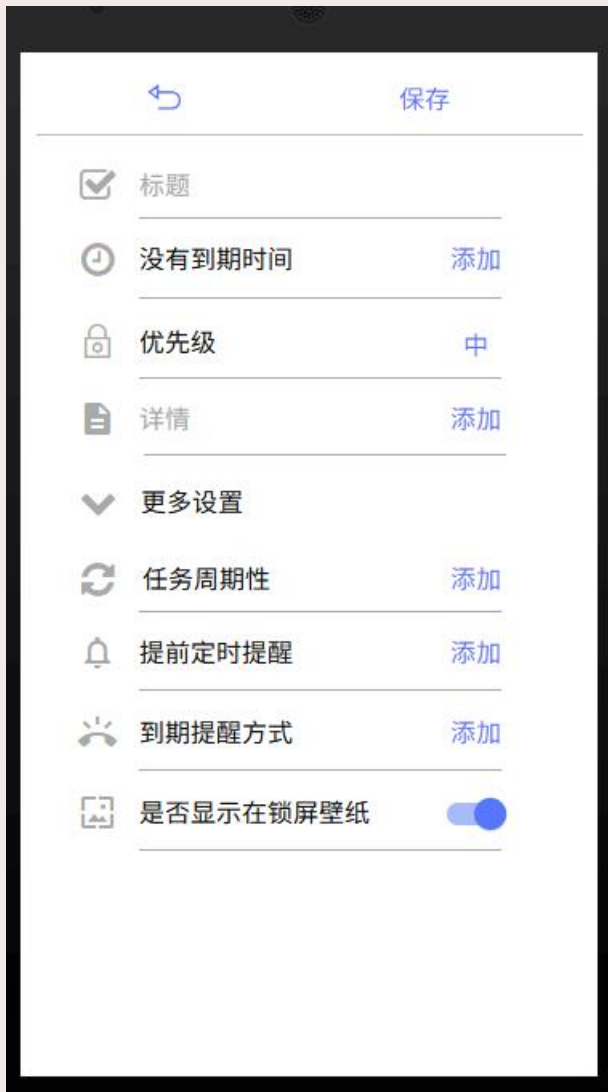 保存
标题
没有到期时间 添加
优先级 中
详情 添加
更多设置
任务周期性 添加
提前定时提醒 添加
到期提醒方式 添加
是否显示在锁屏壁纸